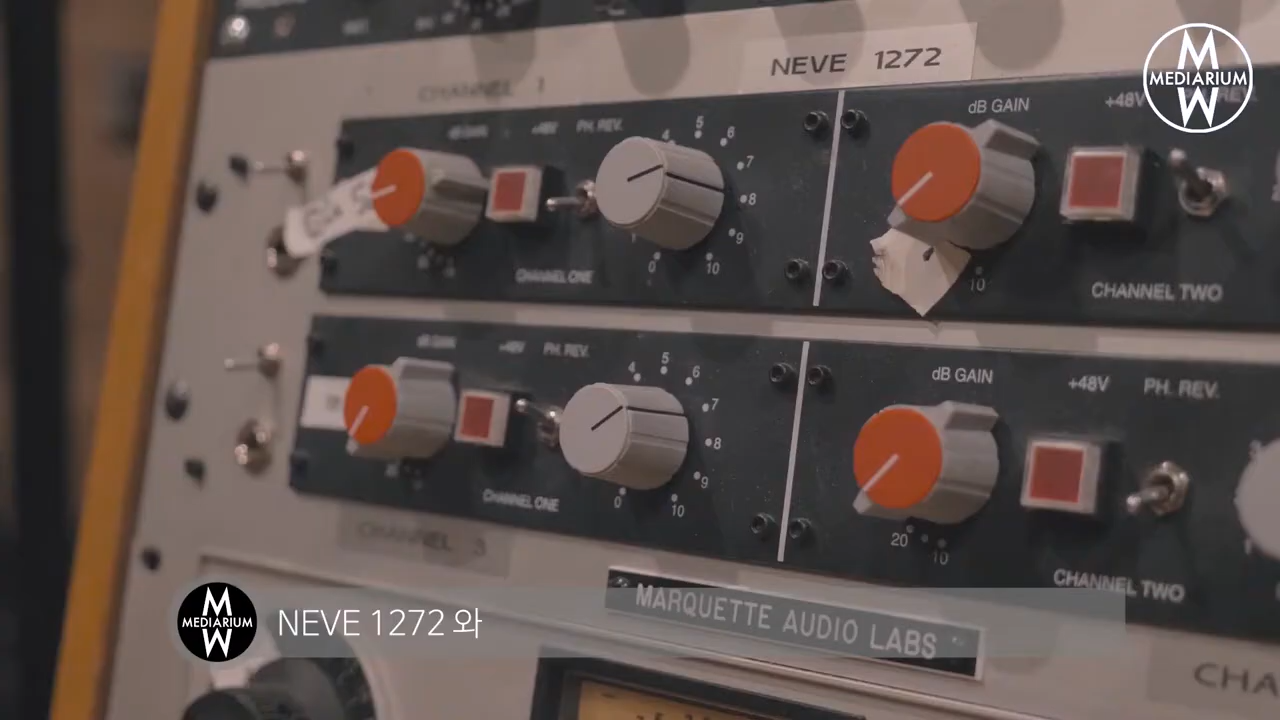 NEVE 1272
M
MEDIARIUM
W
CHANNEL 1
dB GAIN +48V PH. REV.
4 5 6 7 8 9 10 0
CHANNEL ONE
dB GAIN +48V REV.
10
CHANNEL TWO
dB GAIN +48V PH. REV.
4 5 6 7 8 9 10 0
CHANNEL ONE
dB GAIN +48V PH. REV.
20 10
CHANNEL TWO
CHANNEL 3
MARQUETTE AUDIO LABS
M
MEDIARIUM
W
NEVE 1272 와